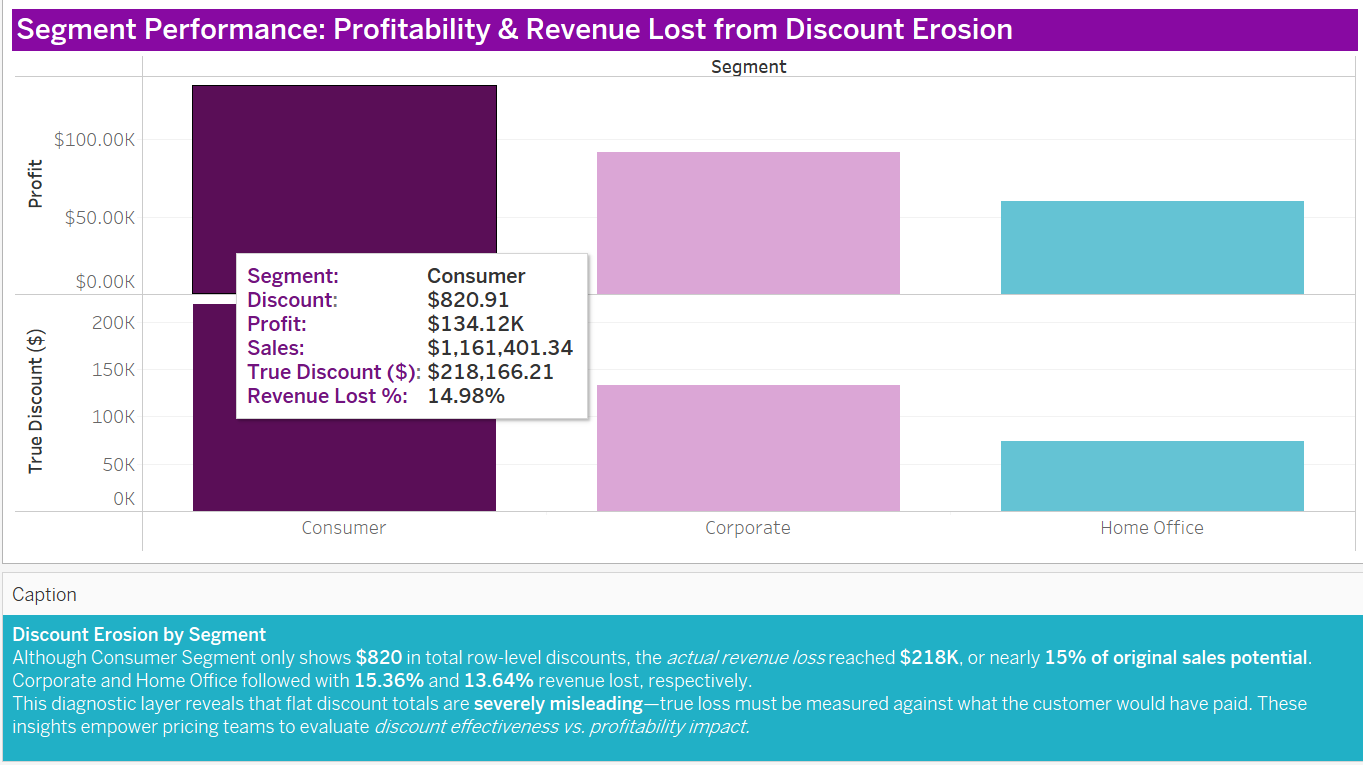 Segment Performance: Profitability & Revenue Lost from Discount Erosion
Segment
Profit
$100.00K
$50.00K
$0.00K
True Discount ($)
200K
150K
100K
50K
0K
Segment: Consumer
Discount: $820.91
Profit: $134.12K
Sales: $1,161,401.34
True Discount ($): $218,166.21
Revenue Lost %: 14.98%
Consumer Corporate Home Office
Caption
Discount Erosion by Segment
Although Consumer Segment only shows $820 in total row-level discounts, the actual revenue loss reached $218K, or nearly 15% of original sales potential.
Corporate and Home Office followed with 15.36% and 13.64% revenue lost, respectively.
This diagnostic layer reveals that flat discount totals are severely misleading—true loss must be measured against what the customer would have paid. These
insights empower pricing teams to evaluate discount effectiveness vs. profitability impact.